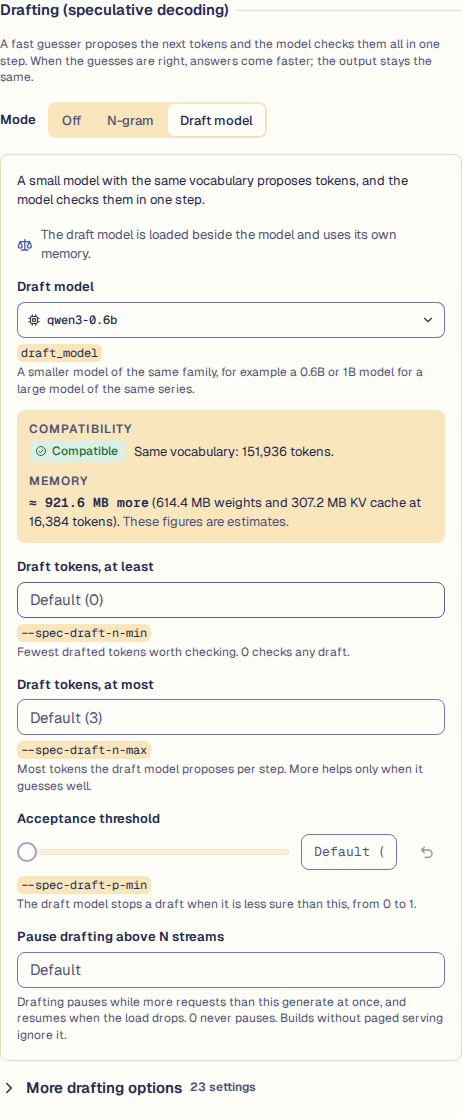 Drafting (speculative decoding)
A fast guesser proposes the next tokens and the model checks them all in one
step. When the guesses are right, answers come faster; the output stays the
same.
Mode
Off
N-gram
Draft model
A small model with the same vocabulary proposes tokens, and the
model checks them in one step.
The draft model is loaded beside the model and uses its own
memory.
Draft model
qwen3-0.6b
draft_model
A smaller model of the same family, for example a 0.6B or 1B model for a
large model of the same series.
COMPATIBILITY
Compatible Same vocabulary: 151,936 tokens.
MEMORY
≈ 921.6 MB more (614.4 MB weights and 307.2 MB KV cache at
16,384 tokens). These figures are estimates.
Draft tokens, at least
Default (0)
--spec-draft-n-min
Fewest drafted tokens worth checking. 0 checks any draft.
Draft tokens, at most
Default (3)
--spec-draft-n-max
Most tokens the draft model proposes per step. More helps only when it
guesses well.
Acceptance threshold
Default (
--spec-draft-p-min
The draft model stops a draft when it is less sure than this, from 0 to 1.
Pause drafting above N streams
Default
Drafting pauses while more requests than this generate at once, and
resumes when the load drops. 0 never pauses. Builds without paged serving
ignore it.
More drafting options 23 settings